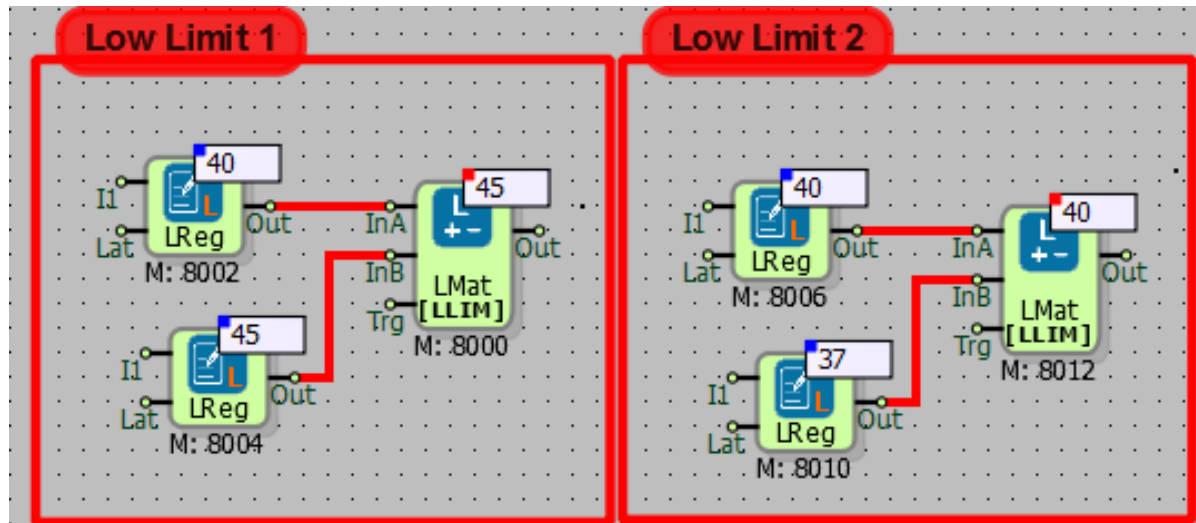 Low Limit 1
40
I1
Lat
Out
L
LReg
M: 8002
45
I1
Lat
Out
L
LReg
M: 8004
45
InA
InB
Trg
Out
L
+-
LMat
[LLIM]
M: 8000
Low Limit 2
40
I1
Lat
Out
L
LReg
M: 8006
37
I1
Lat
Out
L
LReg
M: 8010
40
InA
InB
Trg
Out
L
+-
LMat
[LLIM]
M: 8012